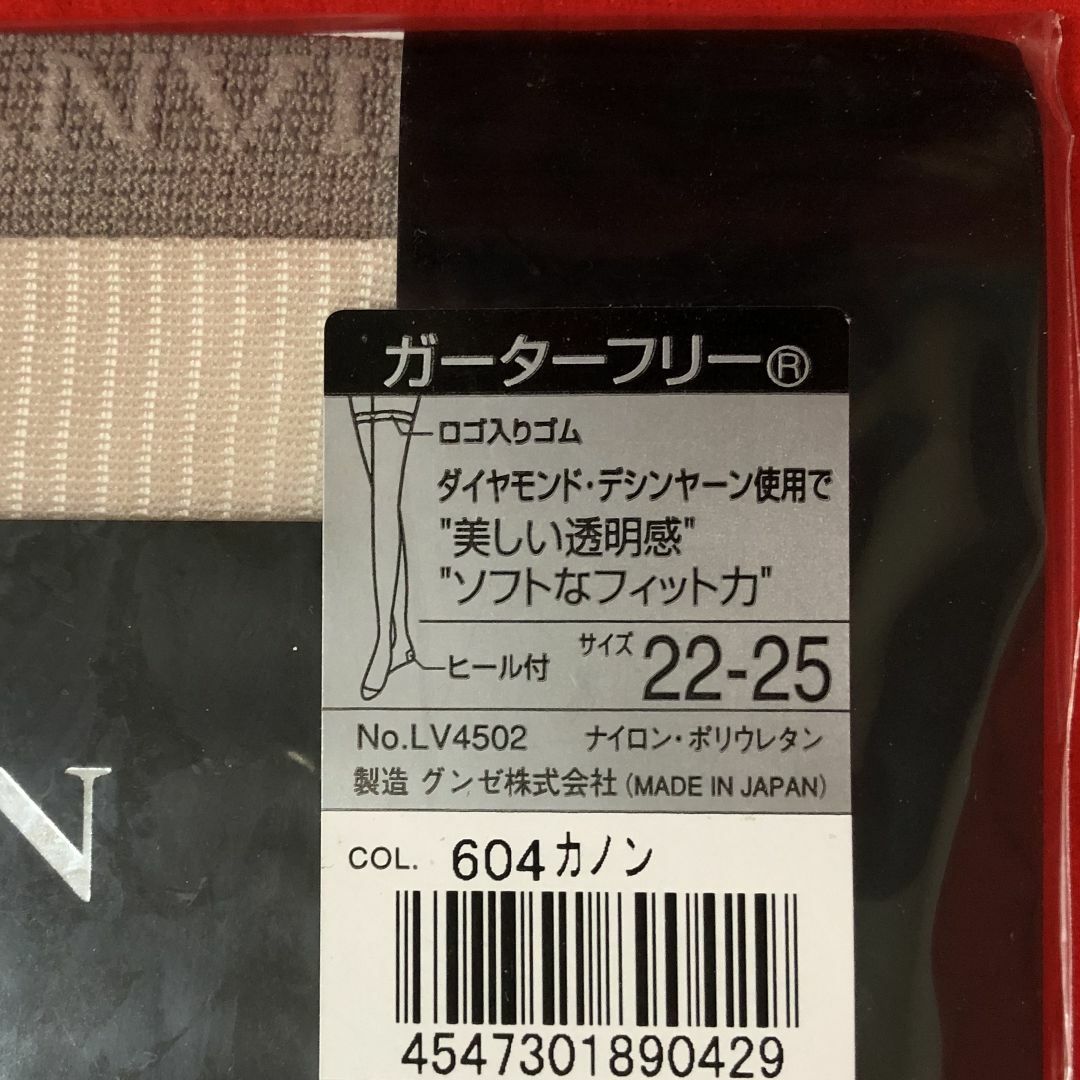 ガーターフリー®
ロゴ入りゴム
ダイヤモンド・デシンヤーン使用で
"美しい透明感"
"ソフトなフィット力"
ヒール付 サイズ 22-25
No.LV4502 ナイロン・ポリウレタン
製造 グンゼ株式会社 (MADE IN JAPAN)
COL. 604カノン
4547301890429